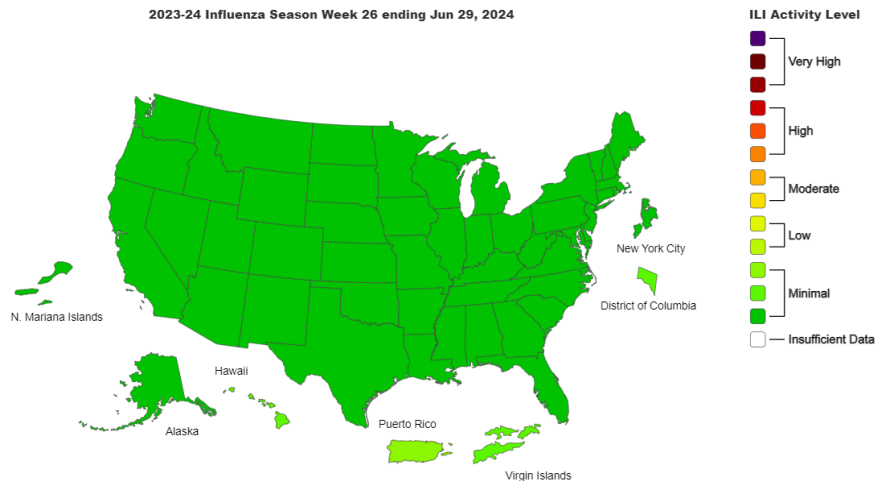 2023-24 Influenza Season Week 26 ending Jun 29, 2024
ILI Activity Level
Very High
High
Moderate
Low
Minimal
Insufficient Data
New York City
District of Columbia
N. Mariana Islands
Hawaii
Alaska
Puerto Rico
Virgin Islands